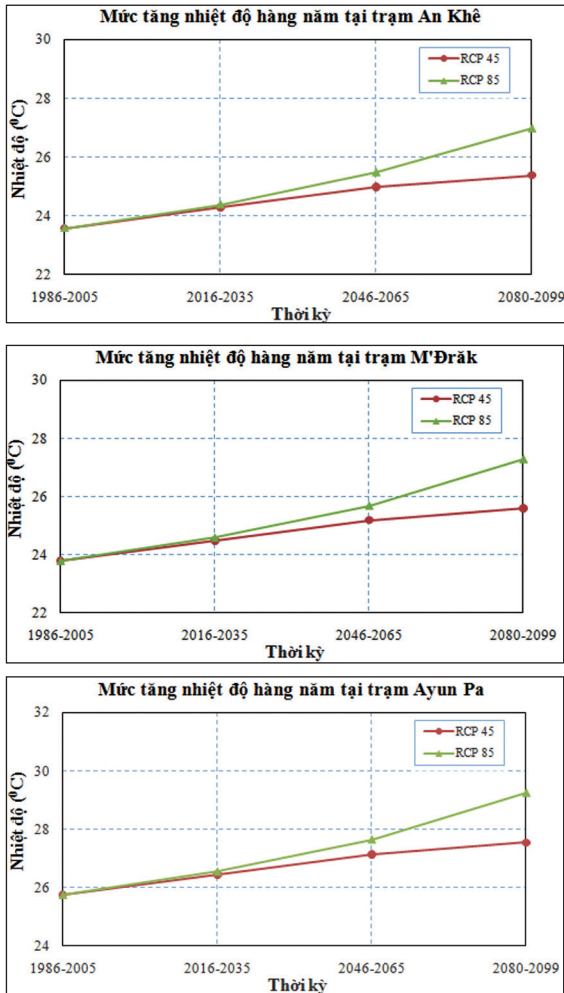 Mức tăng nhiệt độ hàng năm tại trạm An Khê
30
28
26
24
22
Nhiệt độ (⁰C)
RCP 45
RCP 85
1986-2005 2016-2035 2046-2065 2080-2099
Thời kỳ
Mức tăng nhiệt độ hàng năm tại trạm M'Đrăk
30
28
26
24
22
Nhiệt độ (⁰C)
RCP 45
RCP 85
1986-2005 2016-2035 2046-2065 2080-2099
Thời kỳ
Mức tăng nhiệt độ hàng năm tại trạm Ayun Pa
32
30
28
26
24
Nhiệt độ (⁰C)
RCP 45
RCP 85
1986-2005 2016-2035 2046-2065 2080-2099
Thời kỳ